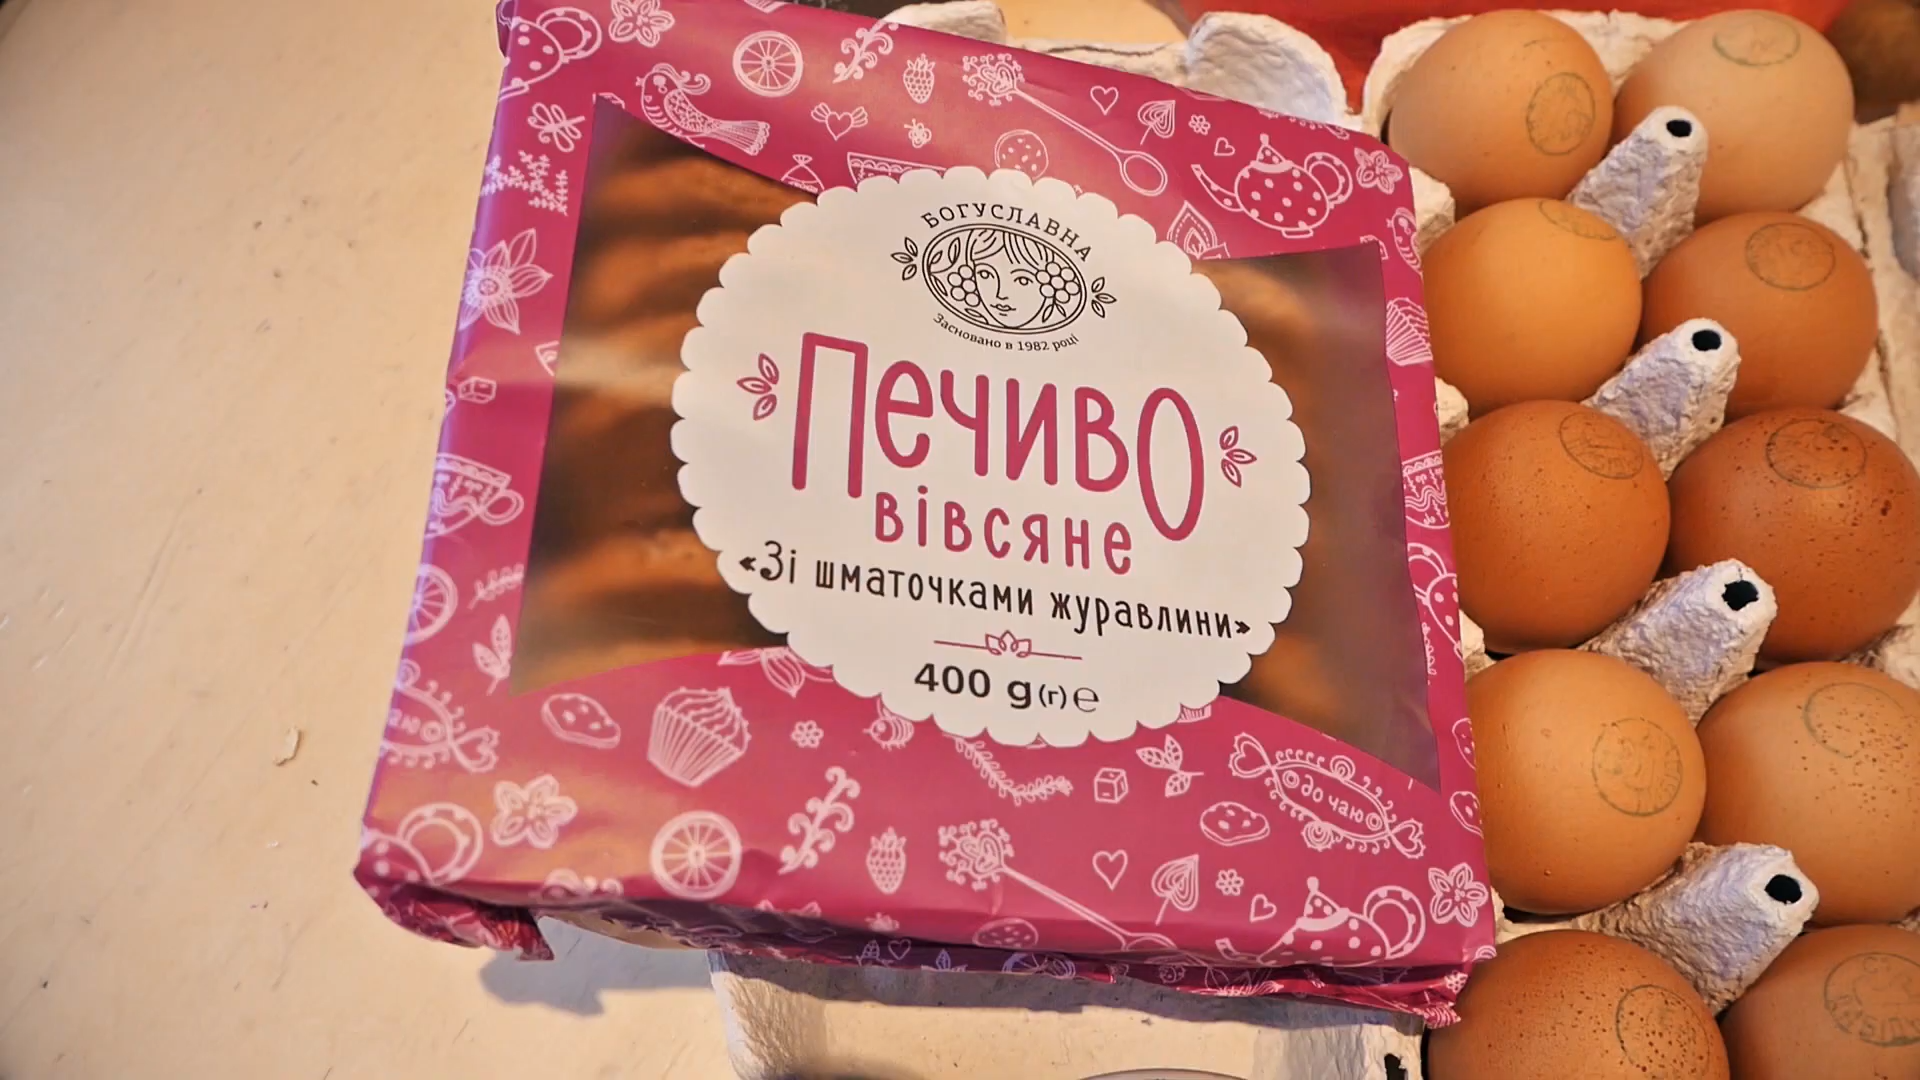 БОГУСЛАВНА
Засновано в 1982 році
Печиво
вівсяне
«Зі шматочками журавлини»
400 g(г)℮
до чаю